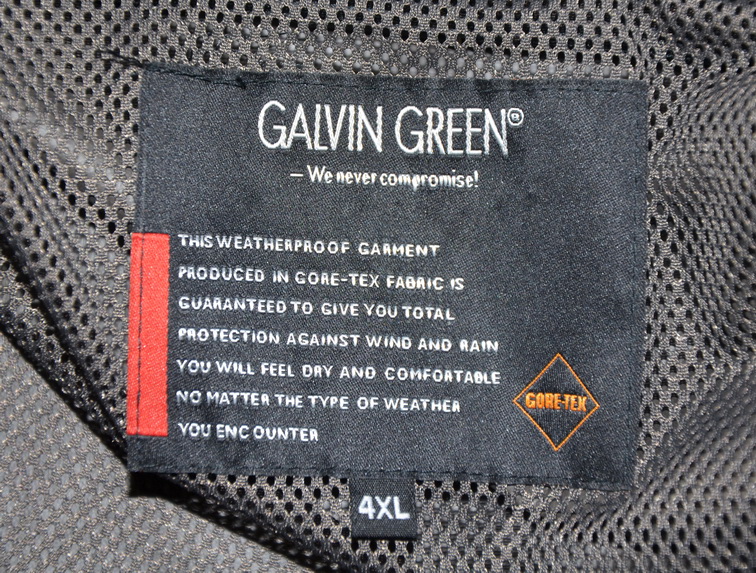 GALVIN GREEN®
– We never compromise!
THIS WEATHERPROOF GARMENT
PRODUCED IN GORE-TEX FABRIC IS
GUARANTEED TO GIVE YOU TOTAL
PROTECTION AGAINST WIND AND RAIN
YOU WILL FEEL DRY AND COMFORTABLE
NO MATTER THE TYPE OF WEATHER
YOU ENCOUNTER
GORE-TEX
4XL